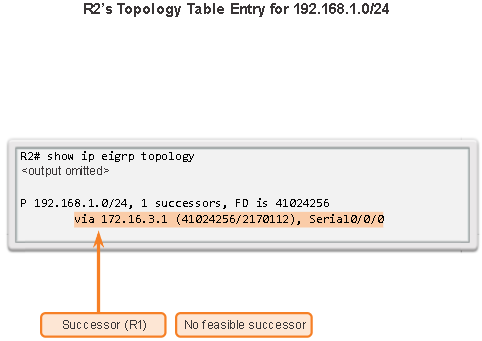 R2's Topology Table Entry for 192.168.1.0/24
R2# show ip eigrp topology
<output omitted>
P 192.168.1.0/24, 1 successors, FD is 41024256
via 172.16.3.1 (41024256/2170112), Serial0/0/0
Successor (R1)
No feasible successor